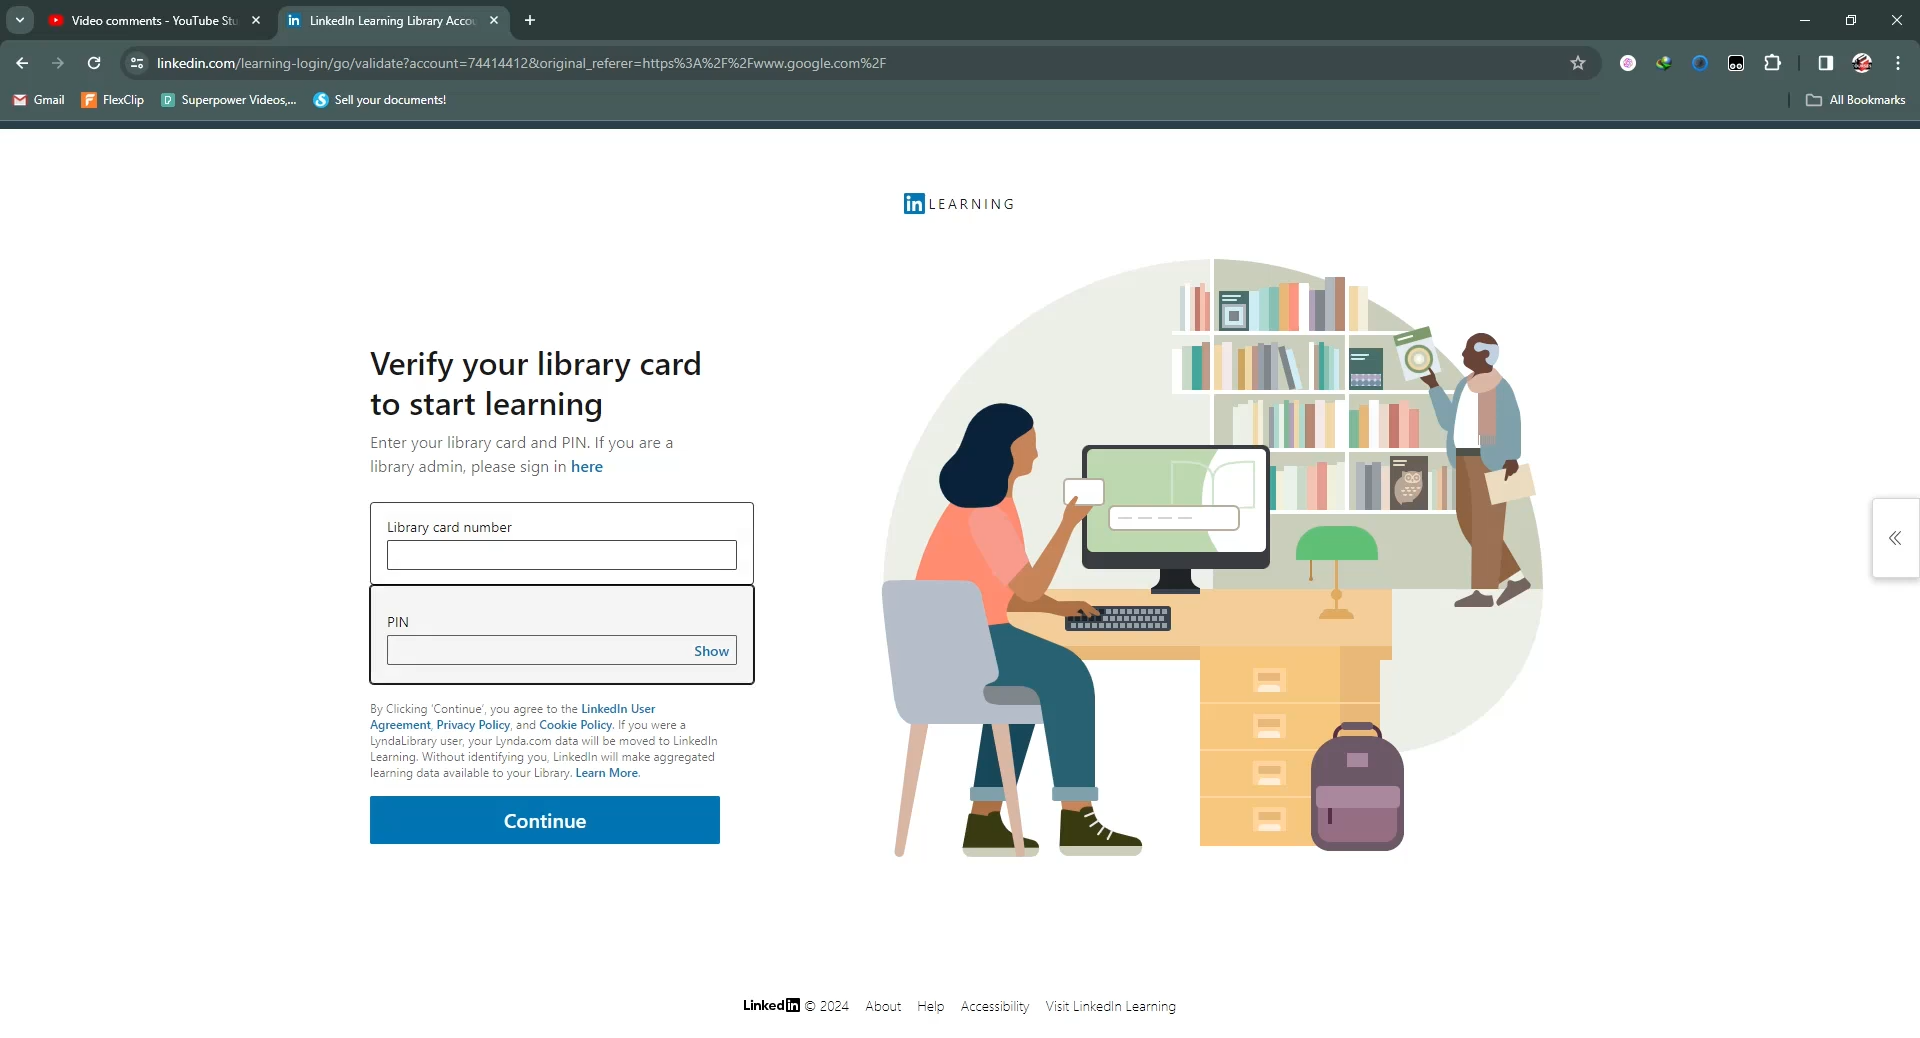 Video comments - YouTube Stu
LinkedIn Learning Library Accou
linkedin.com/learning-login/go/validate?account=74414412&original_referer=https%3A%2F%2Fwww.google.com%2F
Gmail
FlexClip
Superpower Videos,...
Sell your documents!
All Bookmarks
in LEARNING
Verify your library card
to start learning
Enter your library card and PIN. If you are a
library admin, please sign in here
Library card number
PIN
Show
By Clicking 'Continue', you agree to the LinkedIn User
Agreement, Privacy Policy, and Cookie Policy. If you were a
LyndaLibrary user, your Lynda.com data will be moved to LinkedIn
Learning. Without identifying you, LinkedIn will make aggregated
learning data available to your Library. Learn More.
Continue
LinkedIn © 2024 About Help Accessibility Visit LinkedIn Learning